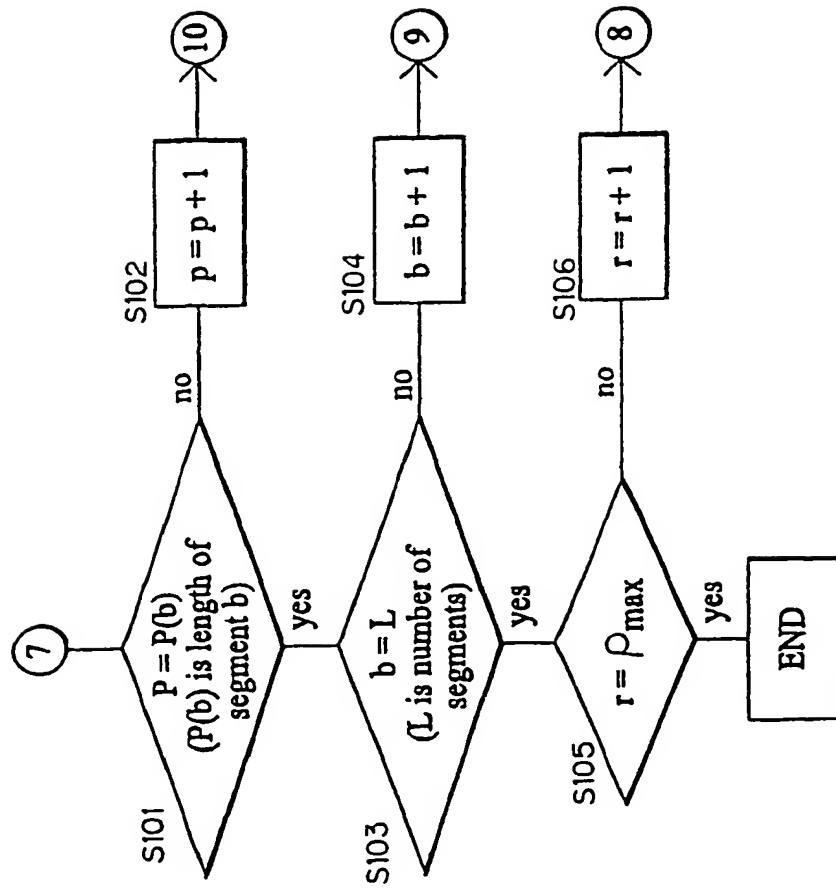 7
S101
P = P(b)
(P(b) is length of
segment b)
no
S102
p = p + 1
10
yes
S103
b = L
(L is number of
segments)
no
S104
b = b + 1
9
yes
S105
r = ρmax
no
S106
r = r + 1
8
yes
END